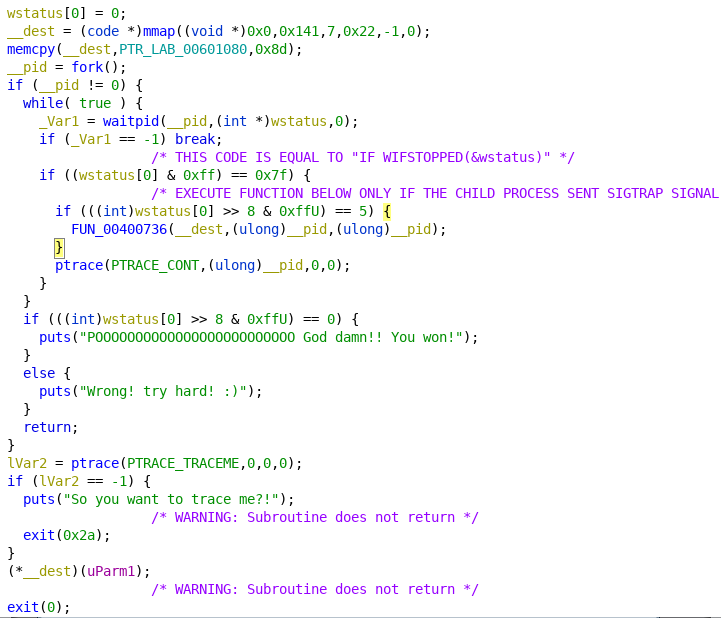 wstatus[0] = 0;
__dest = (code *)mmap((void *)0x0,0x141,7,0x22,-1,0);
memcpy(__dest,PTR_LAB_00601080,0x8d);
__pid = fork();
if (__pid != 0) {
while( true ) {
_Var1 = waitpid(__pid,(int *)wstatus,0);
if (_Var1 == -1) break;
/* THIS CODE IS EQUAL TO "IF WIFSTOPPED(&wstatus)" */
if ((wstatus[0] & 0xff) == 0x7f) {
/* EXECUTE FUNCTION BELOW ONLY IF THE CHILD PROCESS SENT SIGTRAP SIGNAL
if (((int)wstatus[0] >> 8 & 0xffU) == 5) {
FUN_00400736(__dest,(ulong)__pid,(ulong)__pid);
}
ptrace(PTRACE_CONT,(ulong)__pid,0,0);
}
}
if (((int)wstatus[0] >> 8 & 0xffU) == 0) {
puts("POOOOOOOOOOOOOOOOOOOOOOOOO God damn!! You won!");
}
else {
puts("Wrong! try hard! :)");
}
return;
}
lVar2 = ptrace(PTRACE_TRACEME,0,0,0);
if (lVar2 == -1) {
puts("So you want to trace me?!");
/* WARNING: Subroutine does not return */
exit(0x2a);
}
(*__dest)(uParm1);
/* WARNING: Subroutine does not return */
exit(0);